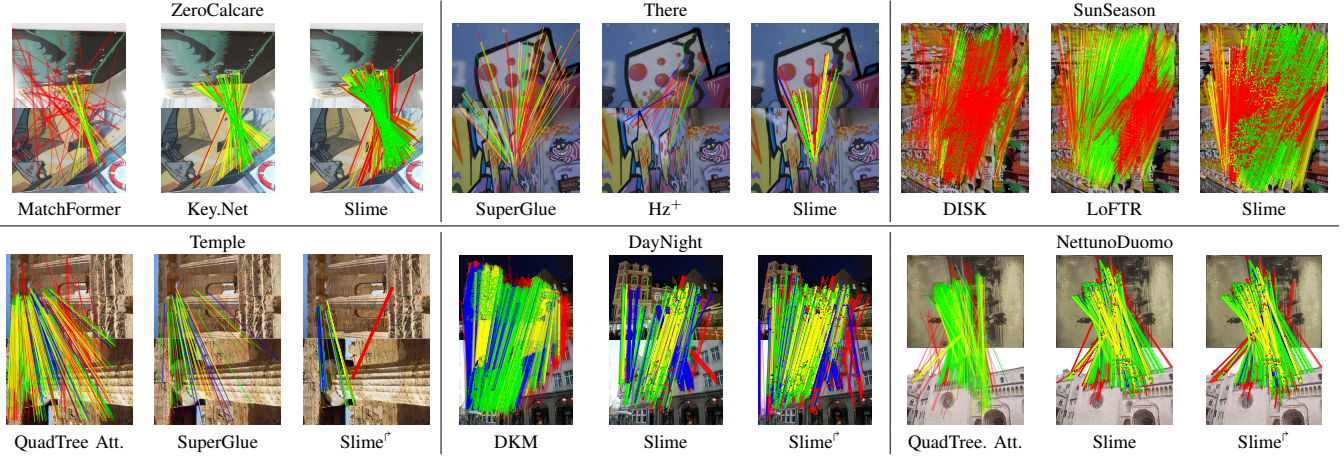 ZeroCalcare
There
SunSeason
MatchFormer
Key.Net
Slime
SuperGlue
Hz⁺
Slime
DISK
LoFTR
Slime
Temple
DayNight
NettunoDuomo
QuadTree Att.
SuperGlue
Slime↱
DKM
Slime
Slime↱
QuadTree. Att.
Slime
Slime↱